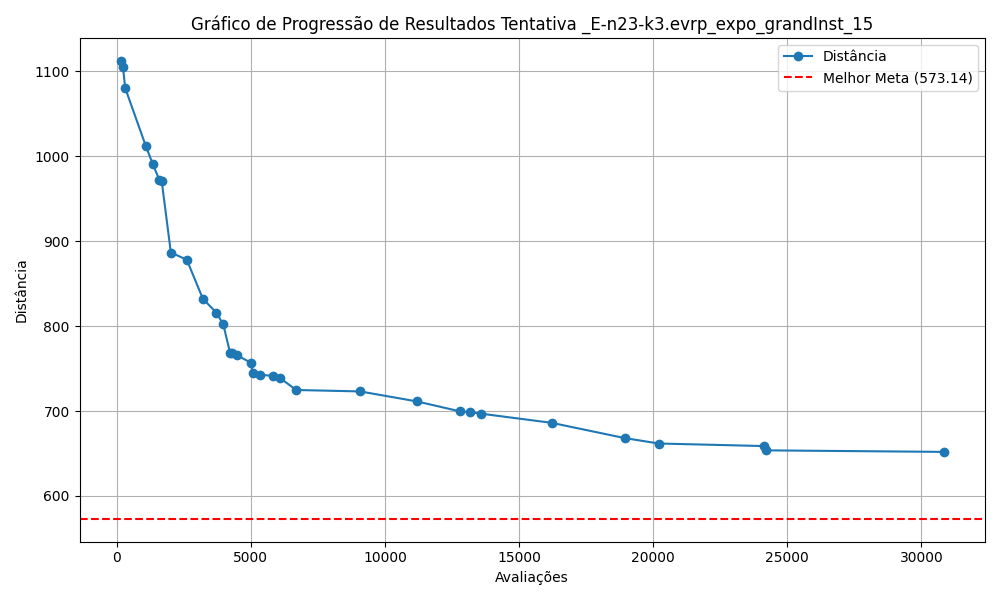 Gráfico de Progressão de Resultados Tentativa _E-n23-k3.evrp_expo_grandInst_15
Distância
Melhor Meta (573.14)
1100
1000
900
800
700
600
Distância
0 5000 10000 15000 20000 25000 30000
Avaliações